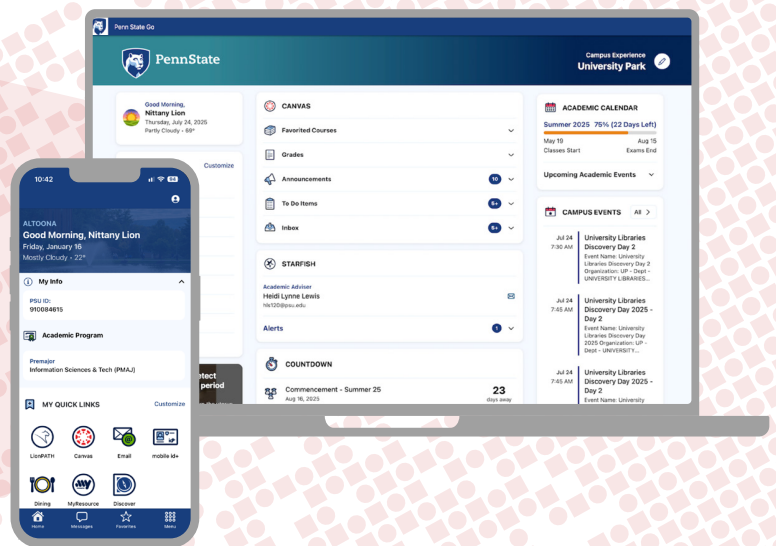 Penn State Go
PennState
Campus Experience
University Park
Good Morning,
Nittany Lion
Thursday, July 24, 2025
Partly Cloudy • 69°
Customize
CANVAS
Favorited Courses
Grades
Announcements 10
To Do Items 6+
Inbox 6+
STARFISH
Academic Adviser
Heidi Lynne Lewis
hls120@psu.edu
Alerts 1
COUNTDOWN
Commencement - Summer 25
Aug 16, 2025
23
days away
ACADEMIC CALENDAR
Summer 2025 75% (22 Days Left)
May 19 Aug 15
Classes Start Exams End
Upcoming Academic Events
CAMPUS EVENTS All >
Jul 24
7:30 AM
University Libraries
Discovery Day 2
Event Name: University
Libraries Discovery Day 2
Organization: UP - Dept -
UNIVERSITY LIBRARIES...
Jul 24
7:45 AM
University Libraries
Discovery Day 2025 -
Day 2
Event Name: University
Libraries Discovery Day
2025 Organization: UP -
Dept - UNIVERSITY...
Jul 24
7:45 AM
University Libraries
Discovery Day 2025 -
Day 2
Event Name: University
period
10:42
64
ALTOONA
Good Morning, Nittany Lion
Friday, January 16
Mostly Cloudy • 22°
My Info
PSU ID:
910084615
Academic Program
Premajor
Information Sciences & Tech (PMAJ)
MY QUICK LINKS Customize
LionPATH Canvas Email mobile id+
Dining MyResource Discover
Home Messages Favorites Menu